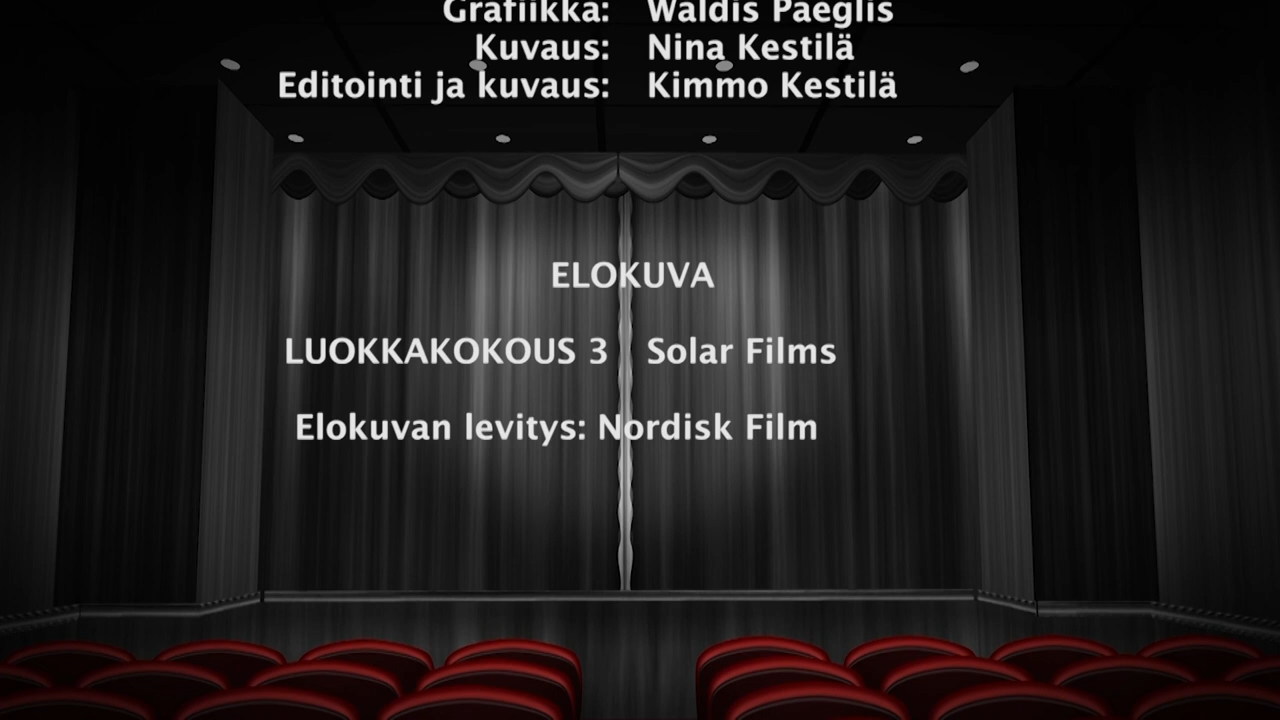 Grafiikka: Waldis Paeglis
Kuvaus: Nina Kestilä
Editointi ja kuvaus: Kimmo Kestilä
ELOKUVA
LUOKKAKOKOUS 3 Solar Films
Elokuvan levitys: Nordisk Film